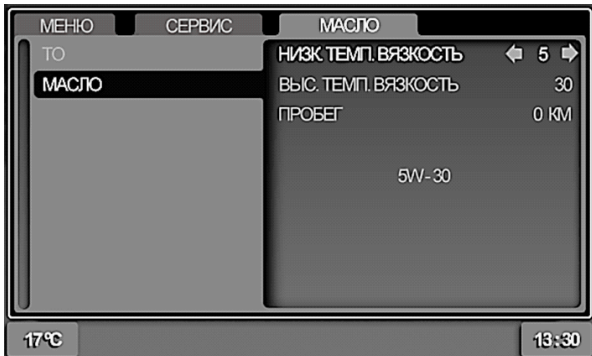 МЕНЮ СЕРВИС МАСЛО
ТО НИЗК. ТЕМП. ВЯЗКОСТЬ 5
МАСЛО ВЫС. ТЕМП. ВЯЗКОСТЬ 30
ПРОБЕГ 0 КМ
5W-30
17°C 13:30